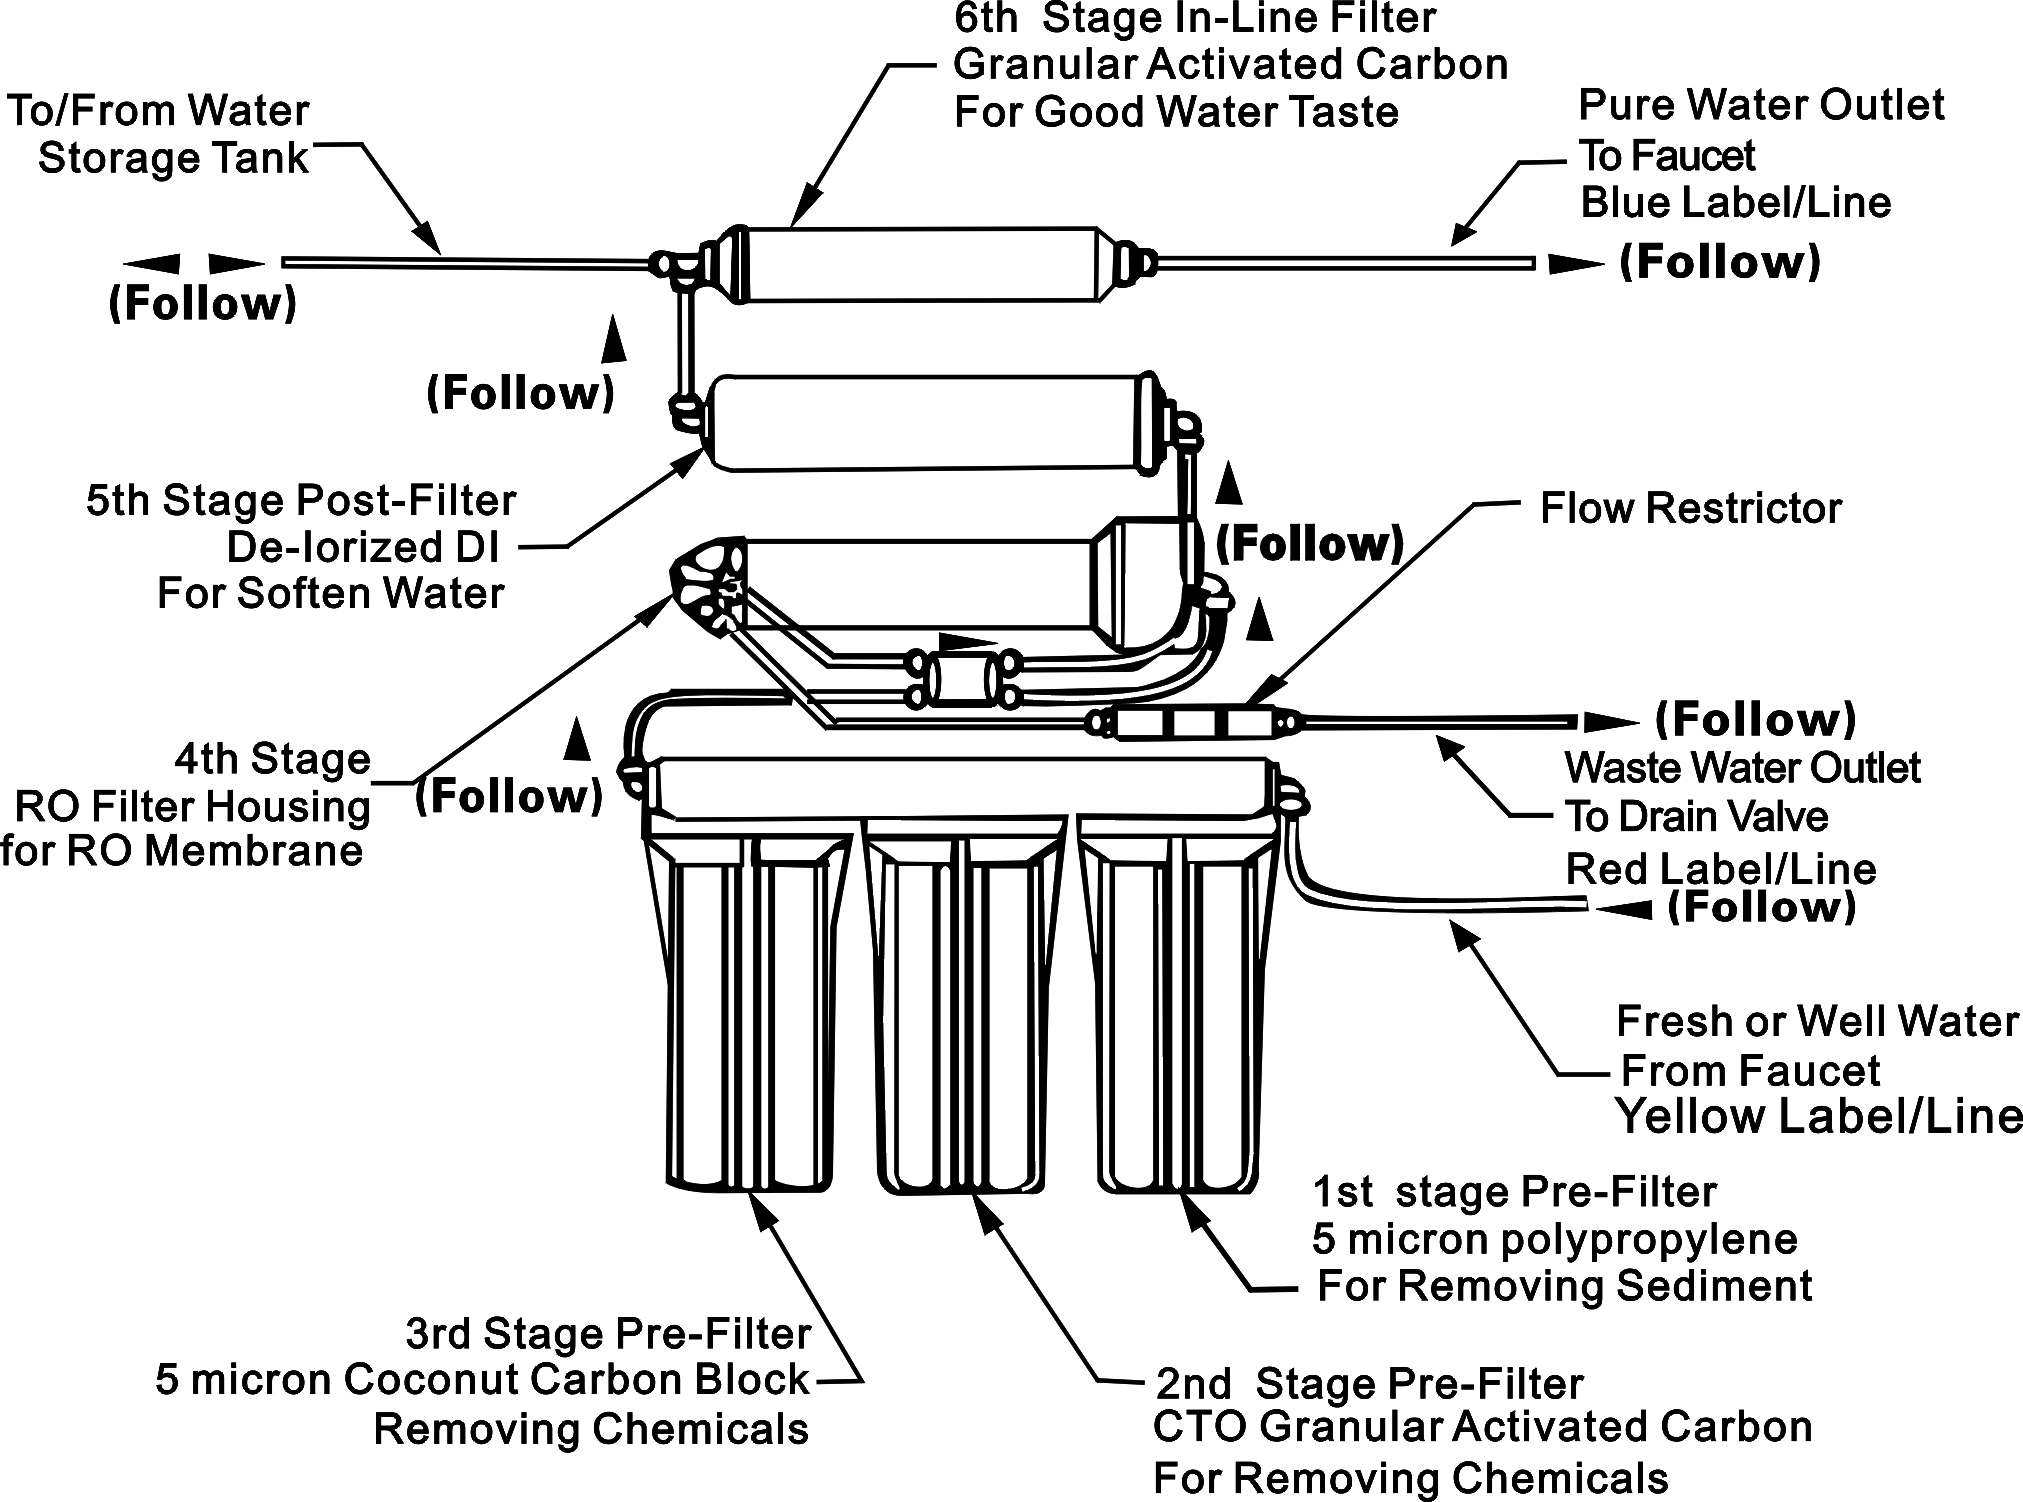 6th Stage In-Line Filter
Granular Activated Carbon
For Good Water Taste
To/From Water
Storage Tank
(Follow)
Pure Water Outlet
To Faucet
Blue Label/Line
(Follow)
(Follow)
5th Stage Post-Filter
De-Iorized DI
For Soften Water
(Follow)
Flow Restrictor
4th Stage
RO Filter Housing
for RO Membrane
(Follow)
(Follow)
Waste Water Outlet
To Drain Valve
Red Label/Line
(Follow)
Fresh or Well Water
From Faucet
Yellow Label/Line
1st stage Pre-Filter
5 micron polypropylene
For Removing Sediment
3rd Stage Pre-Filter
5 micron Coconut Carbon Block
Removing Chemicals
2nd Stage Pre-Filter
CTO Granular Activated Carbon
For Removing Chemicals